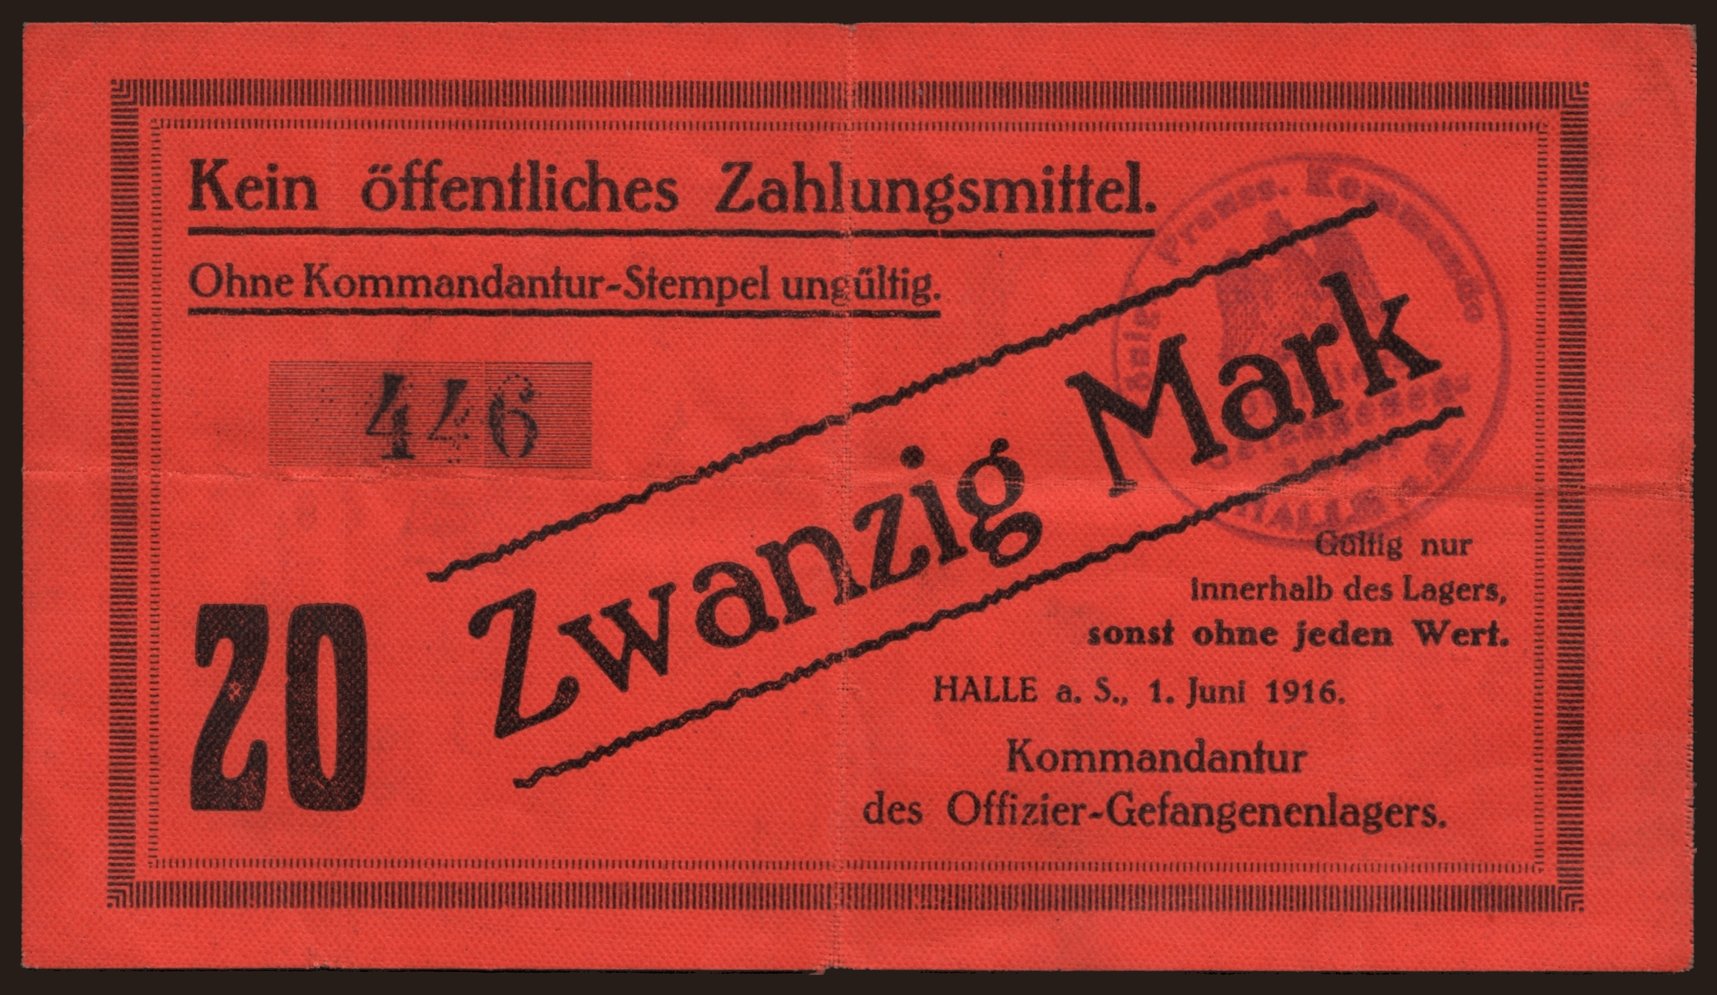 Kein öffentliches Zahlungsmittel.
Ohne Kommandantur-Stempel ungültig.
446
Zwanzig Mark
20
Gültig nur
innerhalb des Lagers,
sonst ohne jeden Wert.
HALLE a. S., 1. Juni 1916.
Kommandantur
des Offizier-Gefangenenlagers.
HALLE a. S.